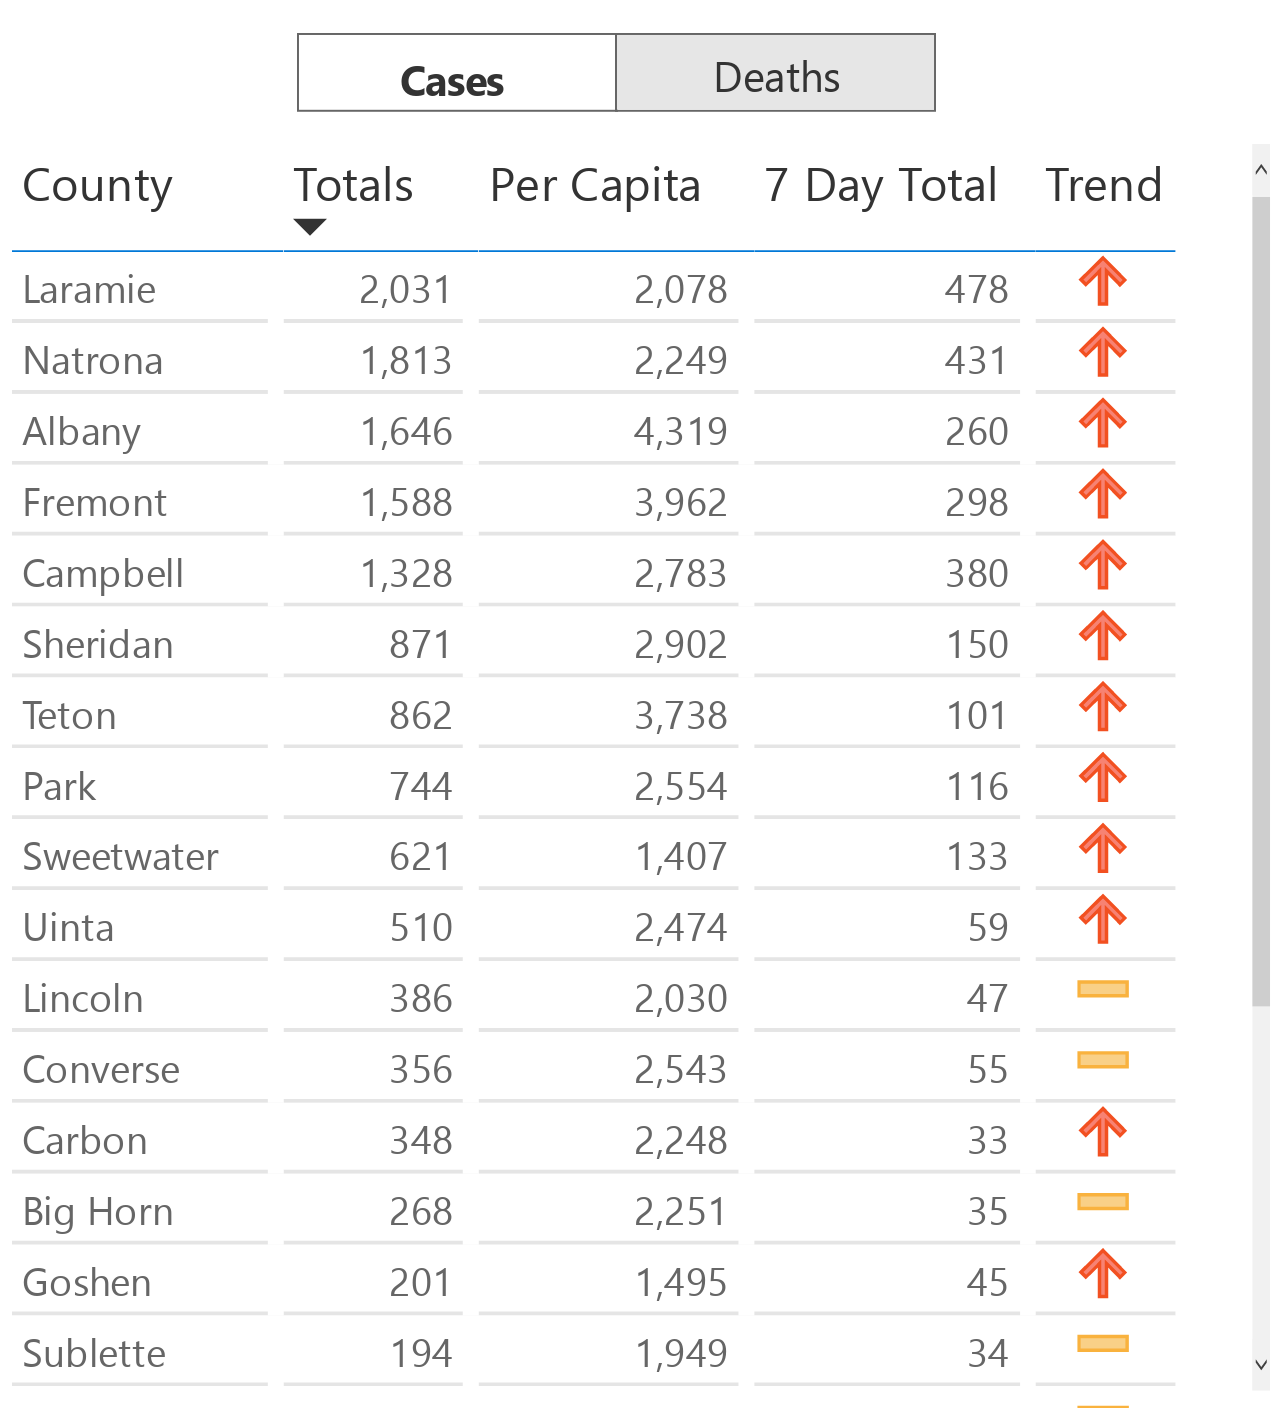 Cases Deaths
County Totals Per Capita 7 Day Total Trend
Laramie 2,031 2,078 478
Natrona 1,813 2,249 431
Albany 1,646 4,319 260
Fremont 1,588 3,962 298
Campbell 1,328 2,783 380
Sheridan 871 2,902 150
Teton 862 3,738 101
Park 744 2,554 116
Sweetwater 621 1,407 133
Uinta 510 2,474 59
Lincoln 386 2,030 47
Converse 356 2,543 55
Carbon 348 2,248 33
Big Horn 268 2,251 35
Goshen 201 1,495 45
Sublette 194 1,949 34